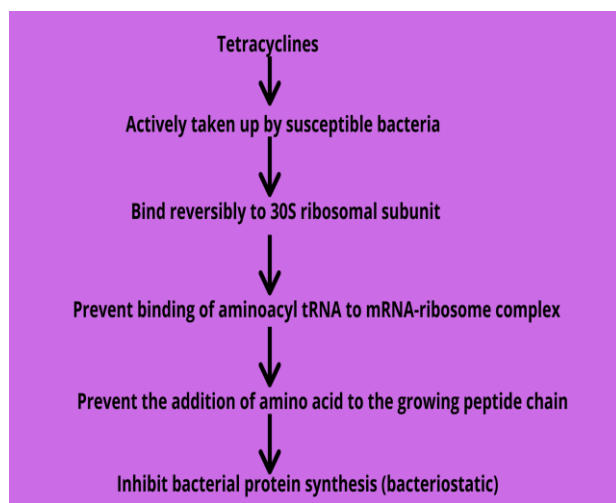 Tetracyclines
Actively taken up by susceptible bacteria
Bind reversibly to 30S ribosomal subunit
Prevent binding of aminoacyl tRNA to mRNA-ribosome complex
Prevent the addition of amino acid to the growing peptide chain
Inhibit bacterial protein synthesis (bacteriostatic)